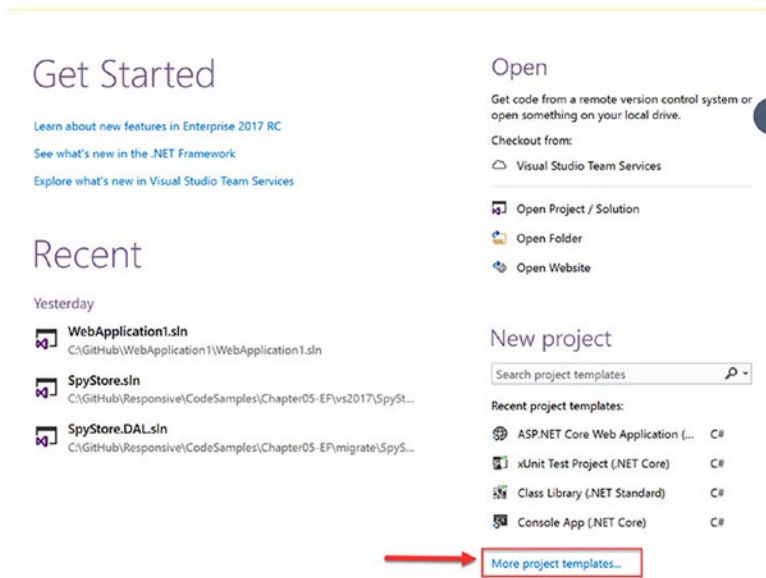 Get Started
Learn about new features in Enterprise 2017 RC
See what's new in the .NET Framework
Explore what's new in Visual Studio Team Services
Recent
Yesterday
WebApplication1.sln
C:\GitHub\WebApplication1\WebApplication1.sln
SpyStore.sln
C:\GitHub\Responsive\CodeSamples\Chapter05-EF\vs2017\SpySt...
SpyStore.DAL.sln
C:\GitHub\Responsive\CodeSamples\Chapter05-EF\migrate\SpyS...
Open
Get code from a remote version control system or
open something on your local drive.
Checkout from:
Visual Studio Team Services
Open Project / Solution
Open Folder
Open Website
New project
Search project templates
Recent project templates:
ASP.NET Core Web Application (... C#
xUnit Test Project (.NET Core) C#
Class Library (.NET Standard) C#
Console App (.NET Core) C#
More project templates...